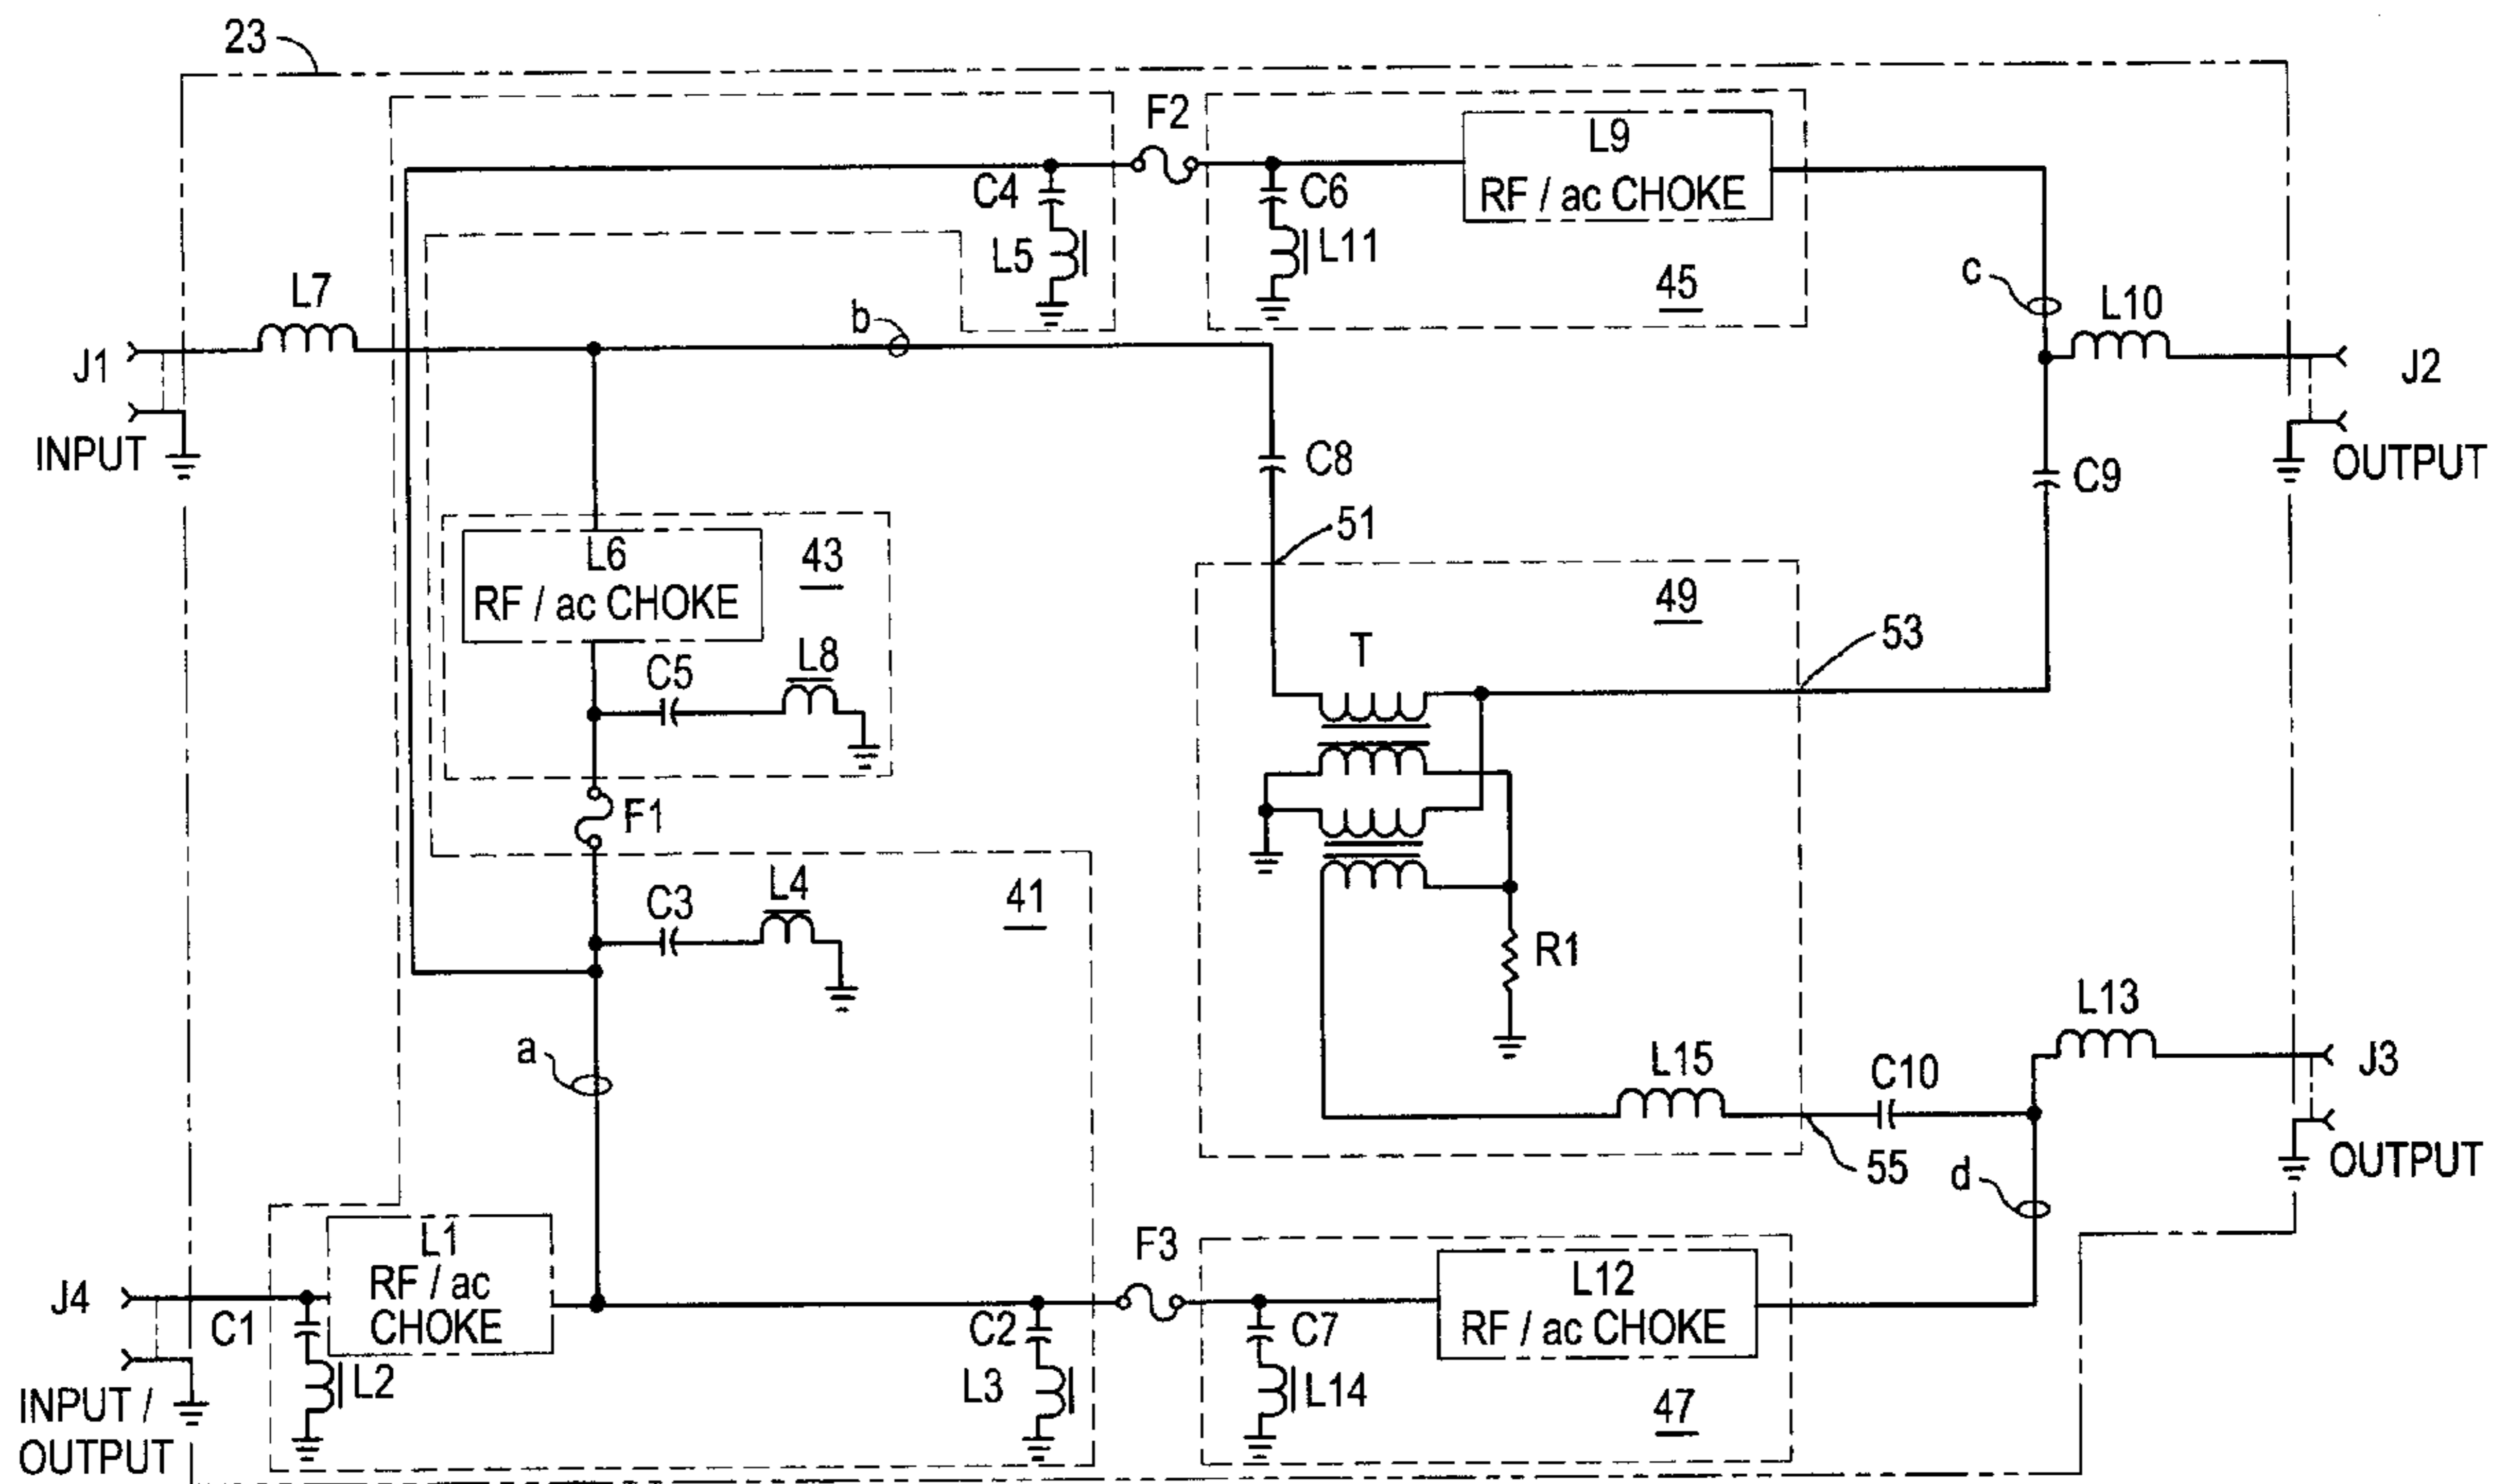 23
F2
L9
RF / ac CHOKE
C4
C6
L5
L11
45
c
L7
b
L10
J1
J2
INPUT
C8
C9
OUTPUT
51
L6
RF / ac CHOKE
43
49
T
53
C5
L8
F1
C3
L4
41
R1
a
L13
L15
C10
J3
55
OUTPUT
d
L1
RF / ac
CHOKE
F3
L12
RF / ac CHOKE
J4
C1
C2
C7
L2
L3
L14
47
INPUT /
OUTPUT